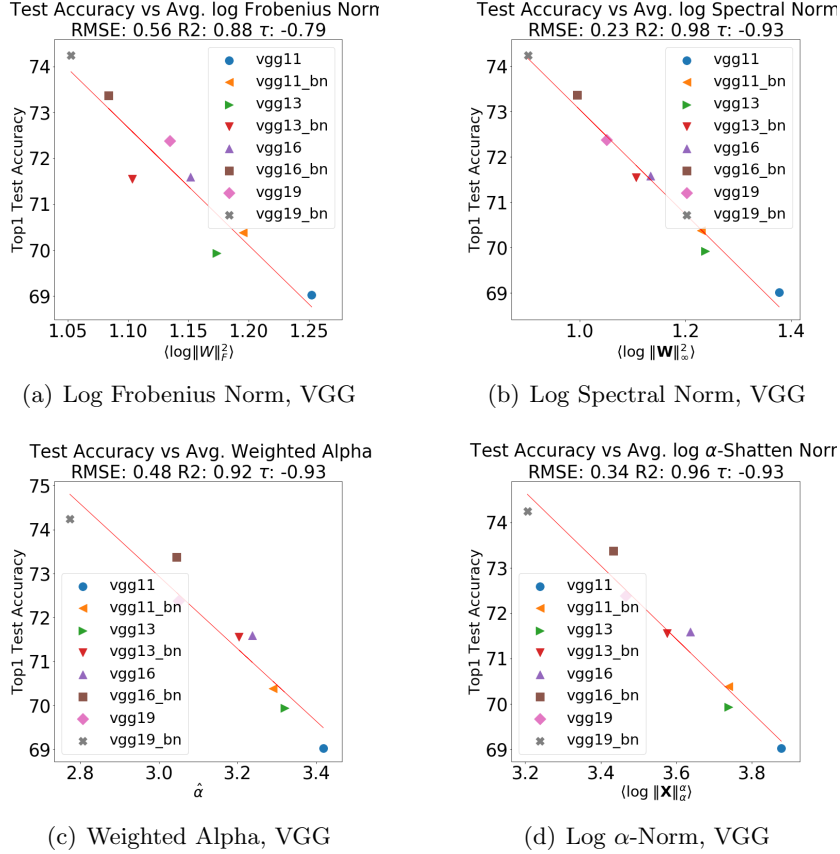 Test Accuracy vs Avg. log Frobenius Norm
RMSE: 0.56 R2: 0.88 τ: -0.79
Top1 Test Accuracy
74
73
72
71
70
69
vgg11
vgg11_bn
vgg13
vgg13_bn
vgg16
vgg16_bn
vgg19
vgg19_bn
1.05 1.10 1.15 1.20 1.25
⟨log‖W‖²_F⟩
(a) Log Frobenius Norm, VGG
Test Accuracy vs Avg. log Spectral Norm
RMSE: 0.23 R2: 0.98 τ: -0.93
Top1 Test Accuracy
74
73
72
71
70
69
vgg11
vgg11_bn
vgg13
vgg13_bn
vgg16
vgg16_bn
vgg19
vgg19_bn
1.0 1.2 1.4
⟨log ‖W‖²_∞⟩
(b) Log Spectral Norm, VGG
Test Accuracy vs Avg. Weighted Alpha
RMSE: 0.48 R2: 0.92 τ: -0.93
Top1 Test Accuracy
75
74
73
72
71
70
69
vgg11
vgg11_bn
vgg13
vgg13_bn
vgg16
vgg16_bn
vgg19
vgg19_bn
2.8 3.0 3.2 3.4
α̂
(c) Weighted Alpha, VGG
Test Accuracy vs Avg. log α-Shatten Norm
RMSE: 0.34 R2: 0.96 τ: -0.93
Top1 Test Accuracy
74
73
72
71
70
69
vgg11
vgg11_bn
vgg13
vgg13_bn
vgg16
vgg16_bn
vgg19
vgg19_bn
3.2 3.4 3.6 3.8
⟨log ‖X‖^α_α⟩
(d) Log α-Norm, VGG